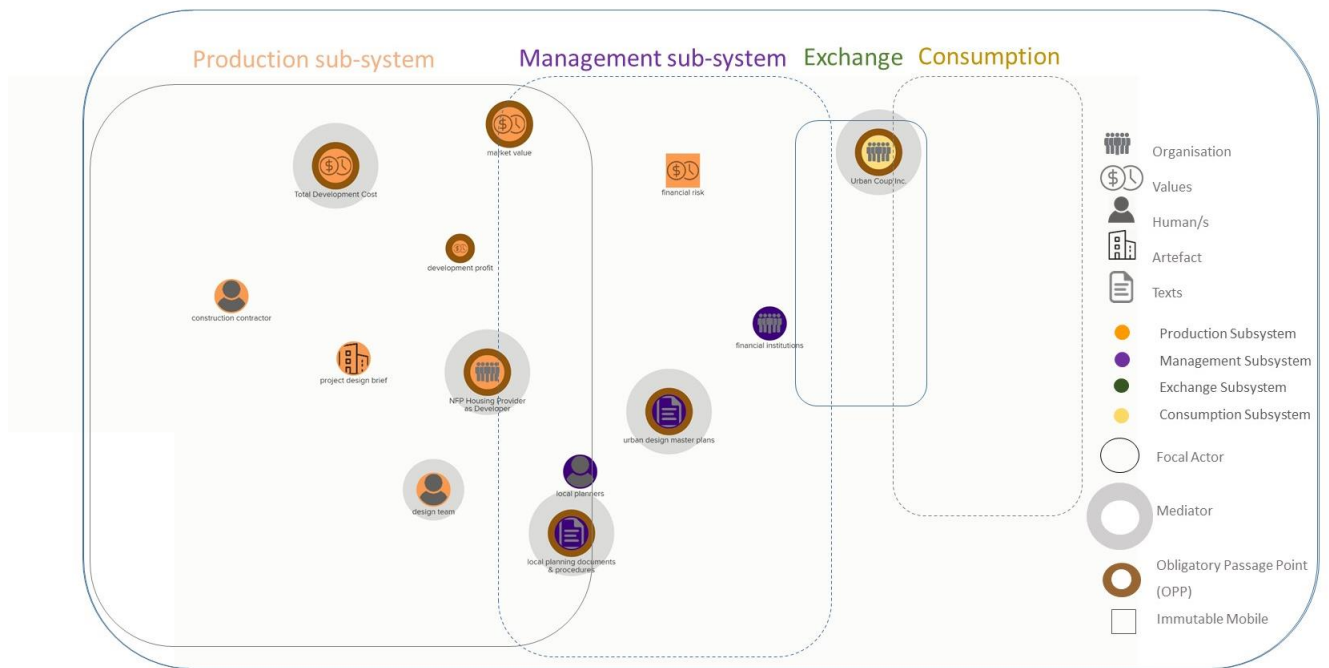 Production sub-system
Management sub-system
Exchange
Consumption
market value
Total Development Cost
financial risk
Urban Coup Inc.
development profit
construction contractor
financial institutions
project design brief
NFP Housing Provider
as Developer
urban design master plans
local planners
design team
local planning documents
& procedures
Organisation
Values
Human/s
Artefact
Texts
Production Subsystem
Management Subsystem
Exchange Subsystem
Consumption Subsystem
Focal Actor
Mediator
Obligatory Passage Point
(OPP)
Immutable Mobile